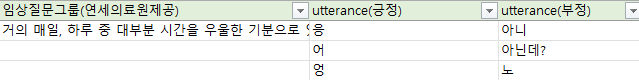 임상질문그룹(연세의료원제공) utterance(긍정) utterance(부정)
거의 매일, 하루 중 대부분 시간을 우울한 기분으로 응 아니
어 아닌데?
영 노